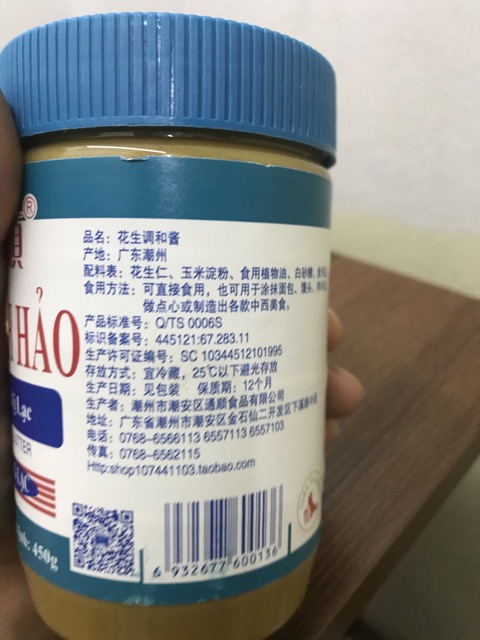 ®
HẢO
Lạc
450g
品名：花生调和酱
产地：广东潮州
配料表：花生仁、玉米淀粉、食用植物油、白砂糖、
食用方法：可直接食用，也可用于涂抹面包、馒头、
做点心或制造出各款中西美食。
产品标准号：Q/TS 0006S
标识备案号：445121:67.283.11
生产许可证编号：SC 10344512101995
存放方式：宜冷藏，25℃以下避光存放
生产日期：见包装 保质期：12个月
生产者：潮州市潮安区通顺食品有限公司
地址：广东省潮州市潮安区金石仙二开发区下溪
电话：0768-6566113 6557113 6557103
传真：0768-6562115
Http:shop107441103.taobao.com
6 932677 600136